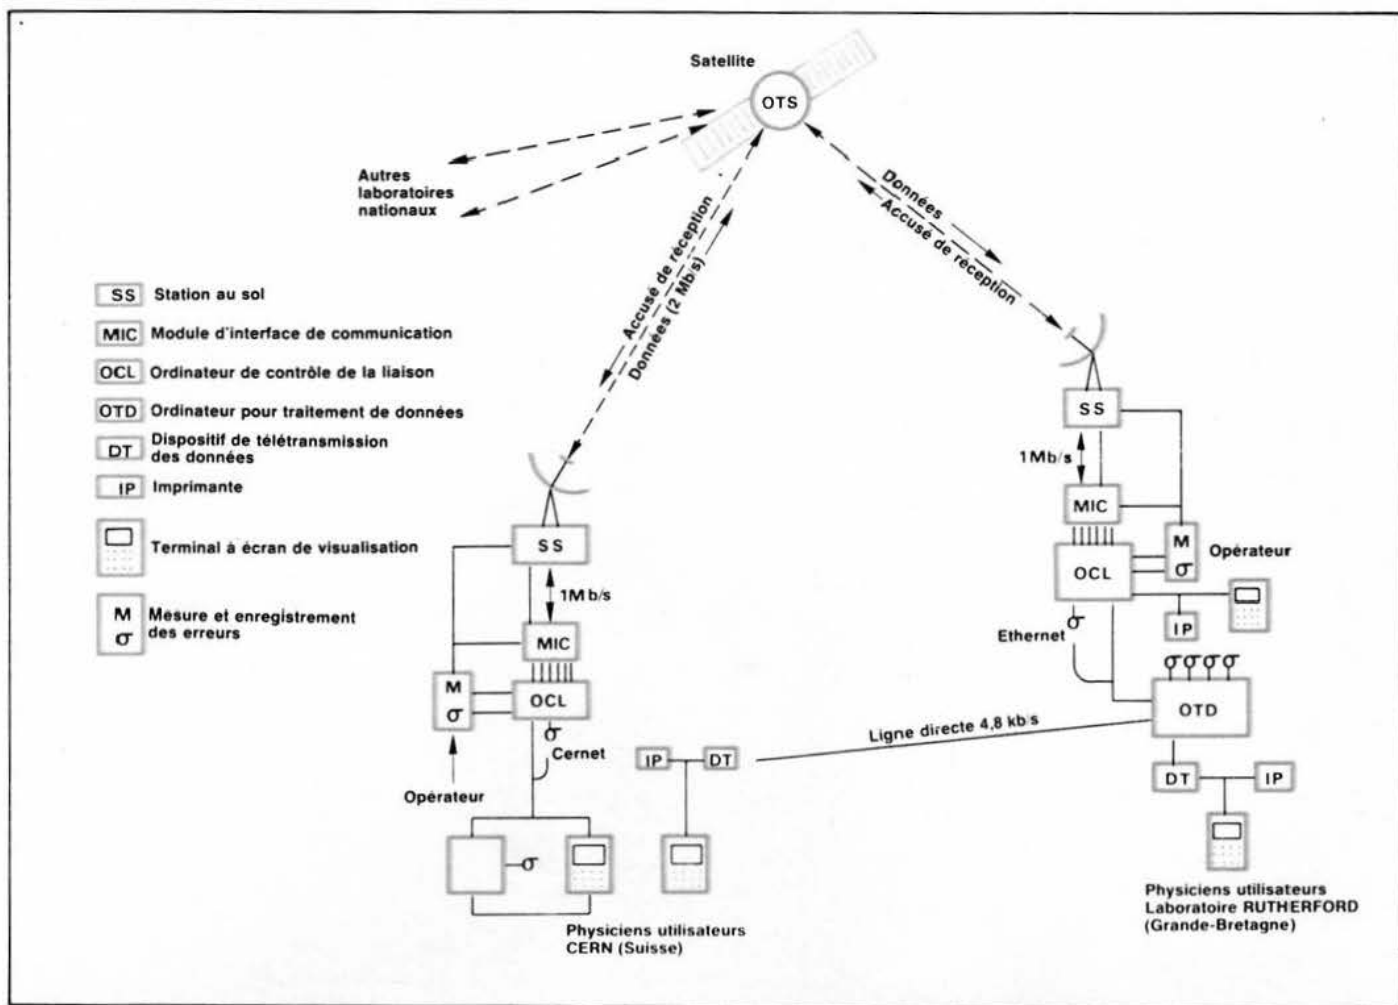 Satellite
OTS
Autres
laboratoires
nationaux
Données
Accusé de réception
Accusé de réception
Données (2 Mb/s)
SS Station au sol
MIC Module d'interface de communication
OCL Ordinateur de contrôle de la liaison
OTD Ordinateur pour traitement de données
DT Dispositif de télétransmission
des données
IP Imprimante
Terminal à écran de visualisation
M Mesure et enregistrement
σ des erreurs
SS
1Mb/s
MIC
OCL
M
σ
σ
Cernet
Opérateur
σ
IP
DT
Physiciens utilisateurs
CERN (Suisse)
Ligne directe 4,8 kb/s
SS
1Mb/s
MIC
M
σ
Opérateur
OCL
σ
Ethernet
IP
σ σ σ σ
OTD
DT
IP
Physiciens utilisateurs
Laboratoire RUTHERFORD
(Grande-Bretagne)